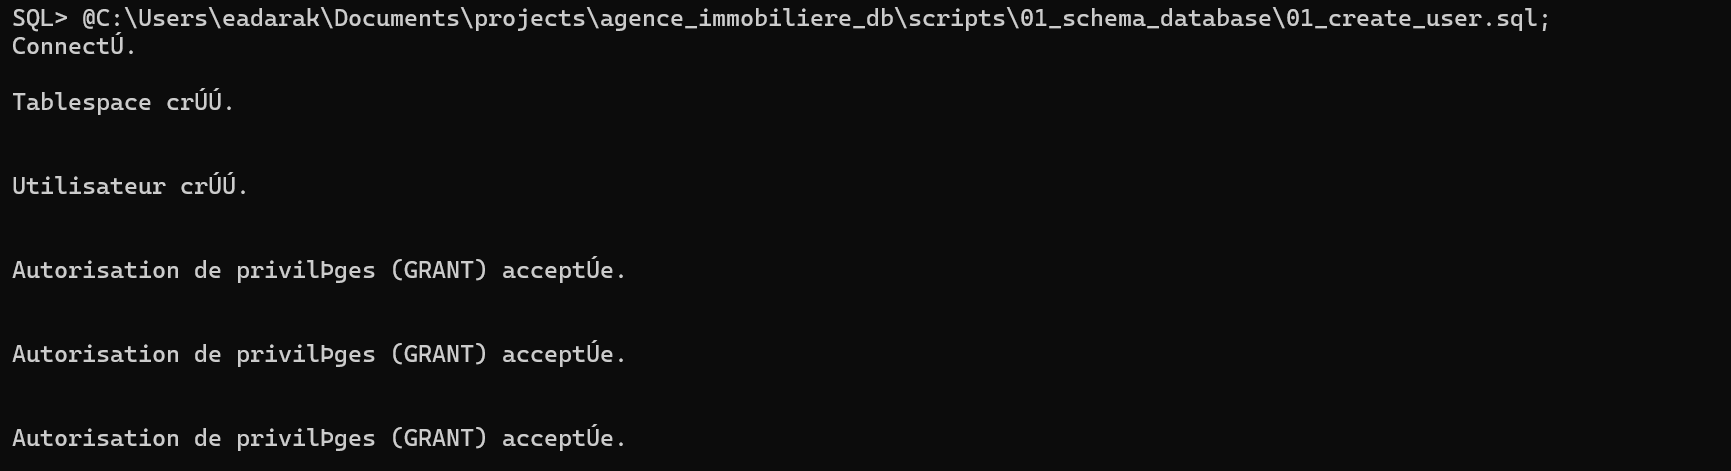 SQL> @C:\Users\eadarak\Documents\projects\agence_immobiliere_db\scripts\01_schema_database\01_create_user.sql;
ConnectÚ.
Tablespace crÚÚ.
Utilisateur crÚÚ.
Autorisation de privilÞges (GRANT) acceptÚe.
Autorisation de privilÞges (GRANT) acceptÚe.
Autorisation de privilÞges (GRANT) acceptÚe.